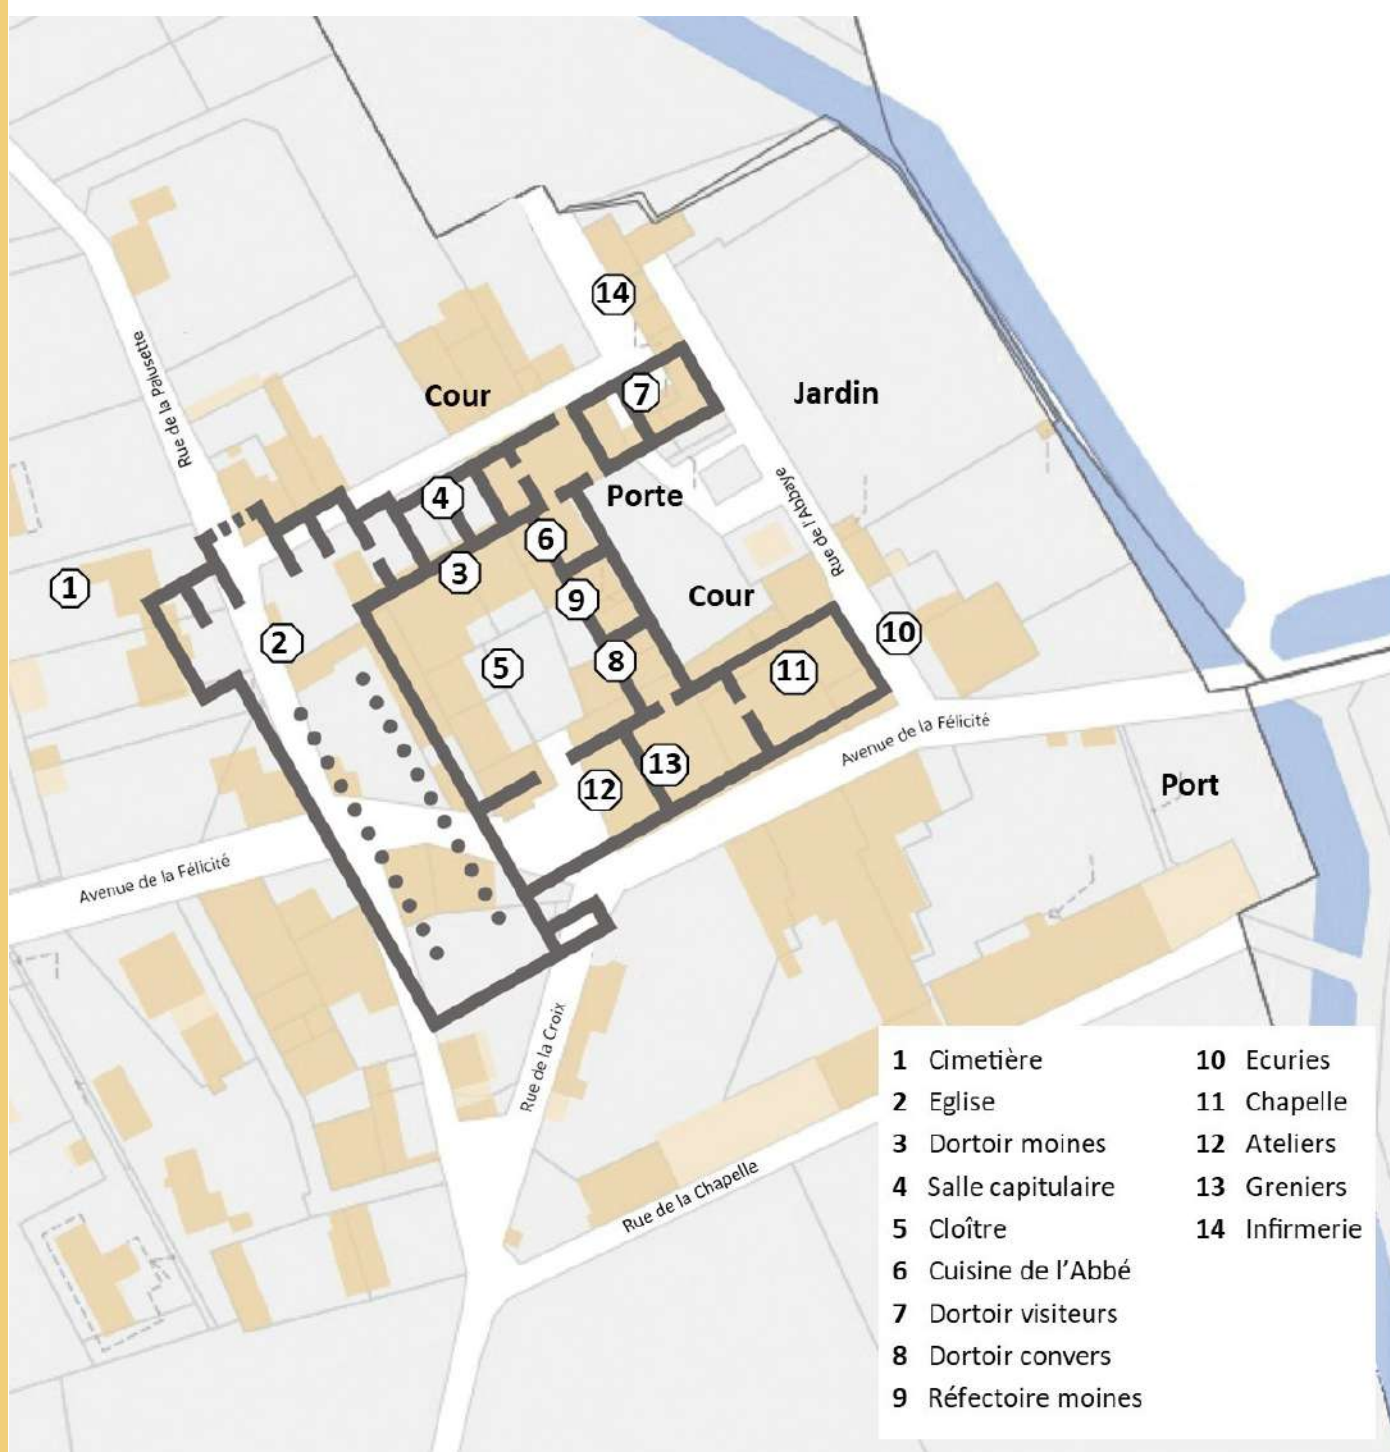 14
Cour
7
Jardin
Rue de la Palusette
4
Porte
Rue de l'Abbaye
6
3
1
9
Cour
2
10
8
5
11
Avenue de la Félicité
13
12
Port
Avenue de la Félicité
Rue de la Croix
Rue de la Chapelle
1 Cimetière
2 Eglise
3 Dortoir moines
4 Salle capitulaire
5 Cloître
6 Cuisine de l'Abbé
7 Dortoir visiteurs
8 Dortoir convers
9 Réfectoire moines
10 Ecuries
11 Chapelle
12 Ateliers
13 Greniers
14 Infirmerie